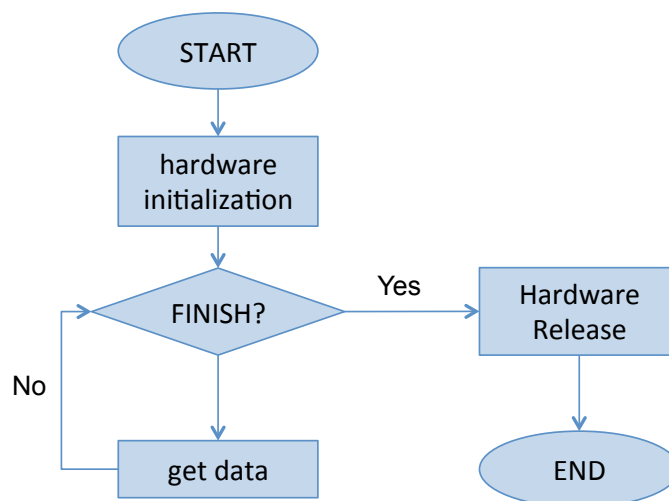 START
hardware
initialization
FINISH?
Yes
Hardware
Release
No
get data
END